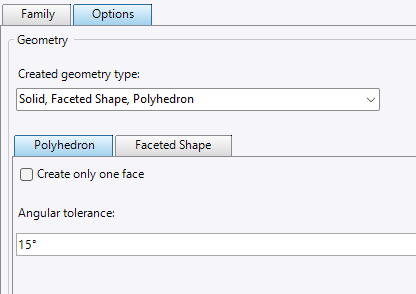 Family Options
Geometry
Created geometry type:
Solid, Faceted Shape, Polyhedron
Polyhedron Faceted Shape
Create only one face
Angular tolerance:
15°